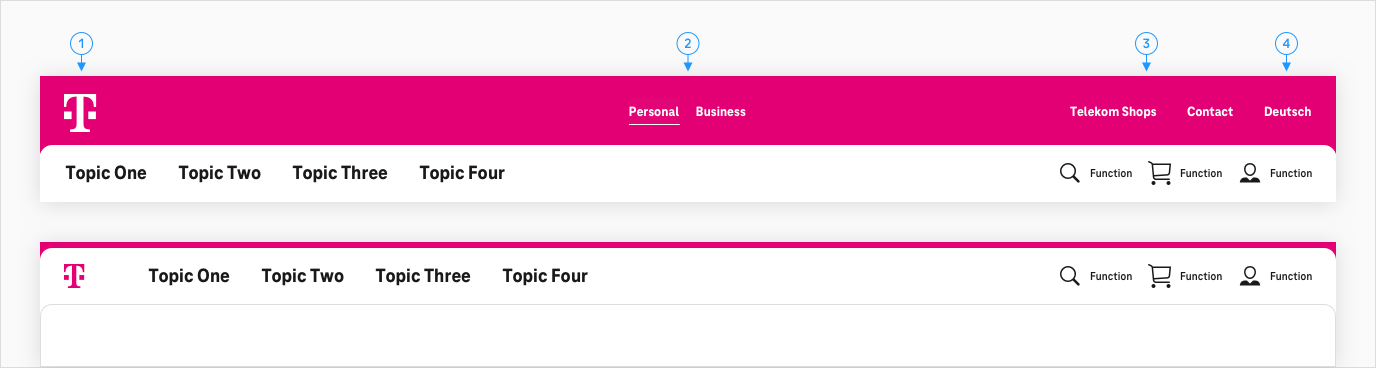 1 2 3 4
T Personal Business Telekom Shops Contact Deutsch
Topic One Topic Two Topic Three Topic Four Function Function Function
T Topic One Topic Two Topic Three Topic Four Function Function Function